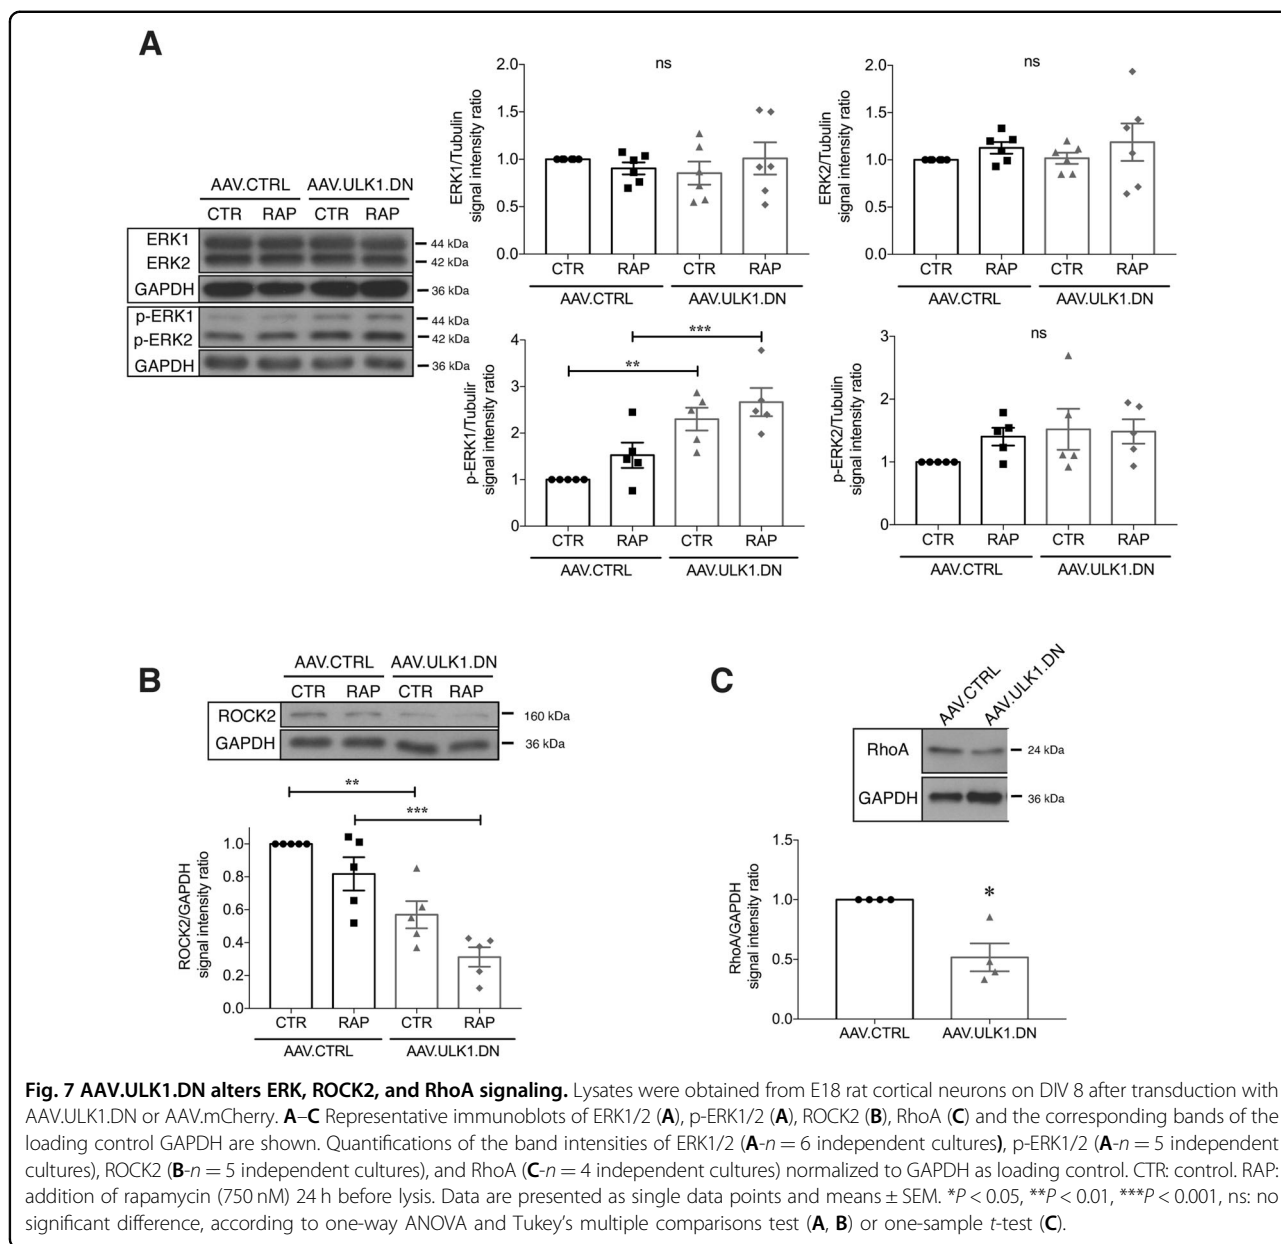 A
AAV.CTRL AAV.ULK1.DN
CTR RAP CTR RAP
ERK1
44 kDa
ERK2
42 kDa
GAPDH
36 kDa
p-ERK1
44 kDa
p-ERK2
42 kDa
GAPDH
36 kDa
ERK1/Tubulin
signal intensity ratio
2.0
1.5
1.0
0.5
0.0
ns
CTR RAP CTR RAP
AAV.CTRL AAV.ULK1.DN
ERK2/Tubulin
signal intensity ratio
2.0
1.5
1.0
0.5
0.0
ns
CTR RAP CTR RAP
AAV.CTRL AAV.ULK1.DN
p-ERK1/Tubulir
signal intensity ratio
4
3
2
1
0
***
**
CTR RAP CTR RAP
AAV.CTRL AAV.ULK1.DN
p-ERK2/Tubulin
signal intensity ratio
3
2
1
0
ns
CTR RAP CTR RAP
AAV.CTRL AAV.ULK1.DN
B
AAV.CTRL AAV.ULK1.DN
CTR RAP CTR RAP
ROCK2
160 kDa
GAPDH
36 kDa
**
***
ROCK2/GAPDH
signal intensity ratio
1.0
0.8
0.6
0.4
0.2
0.0
CTR RAP CTR RAP
AAV.CTRL AAV.ULK1.DN
C
AAV.CTRL
AAV.ULK1.DN
RhoA
24 kDa
GAPDH
36 kDa
RhoA/GAPDH
signal intensity ratio
1.5
1.0
0.5
0.0
*
AAV.CTRL AAV.ULK1.DN
Fig. 7 AAV.ULK1.DN alters ERK, ROCK2, and RhoA signaling. Lysates were obtained from E18 rat cortical neurons on DIV 8 after transduction with
AAV.ULK1.DN or AAV.mCherry. A–C Representative immunoblots of ERK1/2 (A), p-ERK1/2 (A), ROCK2 (B), RhoA (C) and the corresponding bands of the
loading control GAPDH are shown. Quantifications of the band intensities of ERK1/2 (A-n = 6 independent cultures), p-ERK1/2 (A-n = 5 independent
cultures), ROCK2 (B-n = 5 independent cultures), and RhoA (C-n = 4 independent cultures) normalized to GAPDH as loading control. CTR: control. RAP:
addition of rapamycin (750 nM) 24 h before lysis. Data are presented as single data points and means ± SEM. *P < 0.05, **P < 0.01, ***P < 0.001, ns: no
significant difference, according to one-way ANOVA and Tukey's multiple comparisons test (A, B) or one-sample t-test (C).